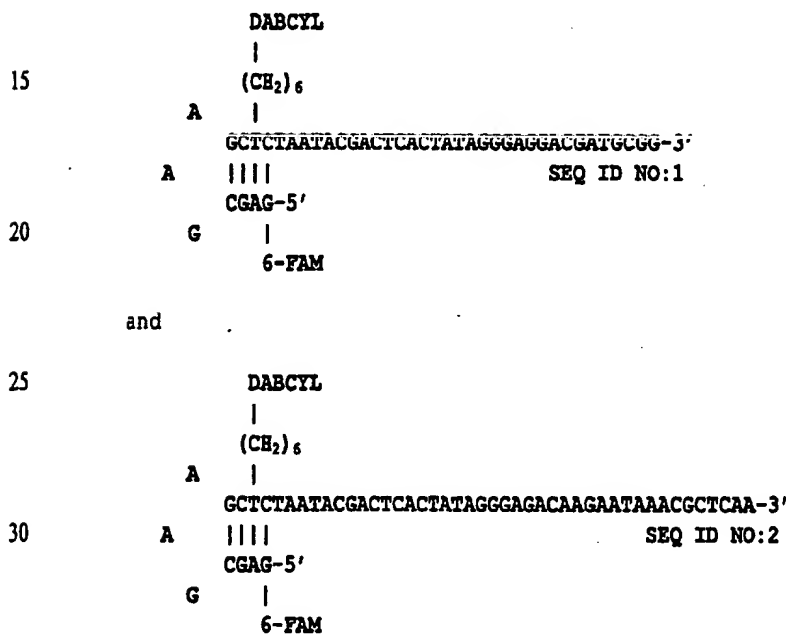 DABCYL
|
15 (CH₂)₆
A |
GCTCTAATACGACTCACTATAGGGAGGACGATGCGG-3'
A |||| SEQ ID NO:1
CGAG-5'
20 G |
6-FAM
and
25 DABCYL
|
(CH₂)₆
A |
GCTCTAATACGACTCACTATAGGGAGACAAGAATAAACGCTCAA-3'
30 A |||| SEQ ID NO:2
CGAG-5'
G |
6-FAM